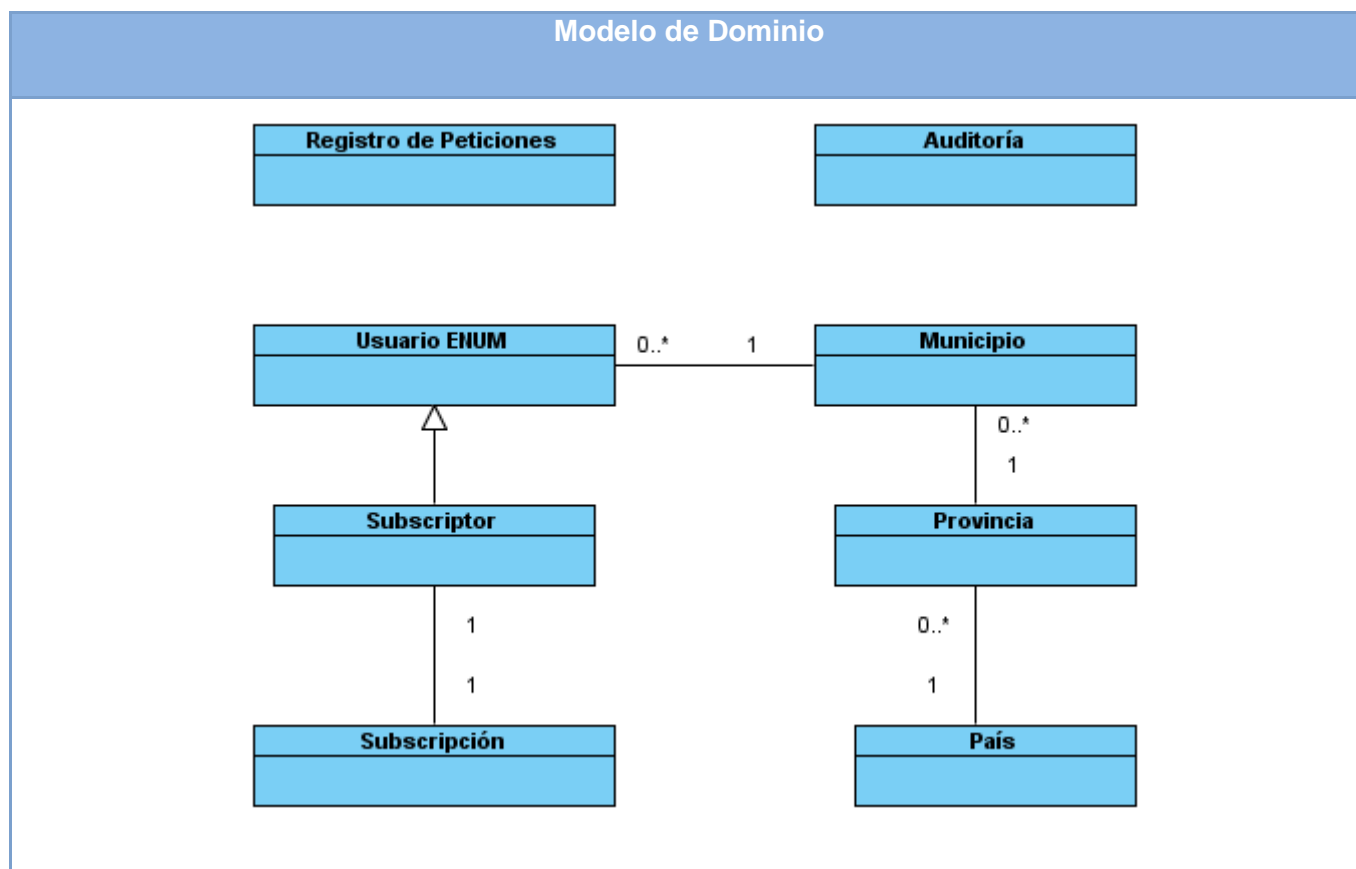 Modelo de Dominio
Registro de Peticiones
Auditoría
Usuario ENUM
0..*
1
Municipio
0..*
1
Subscriptor
Provincia
1
0..*
1
1
Subscripción
País